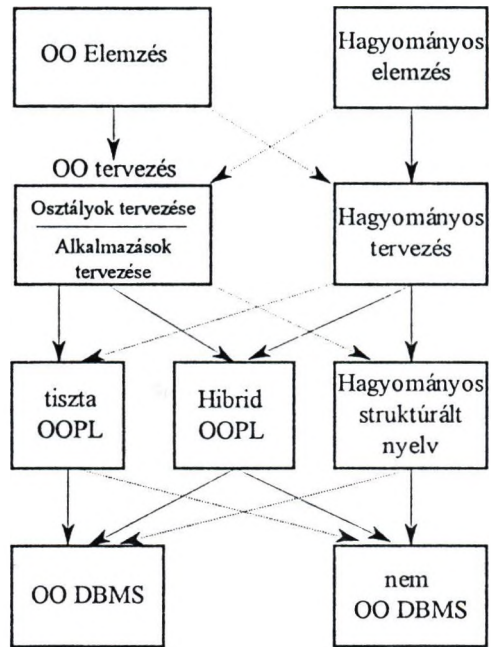 OO Elemzés
Hagyományos
elemzés
OO tervezés
Osztályok tervezése
Alkalmazások
tervezése
Hagyományos
tervezés
tiszta
OOPL
Hibrid
OOPL
Hagyományos
struktúrált
nyelv
OO DBMS
nem
OO DBMS